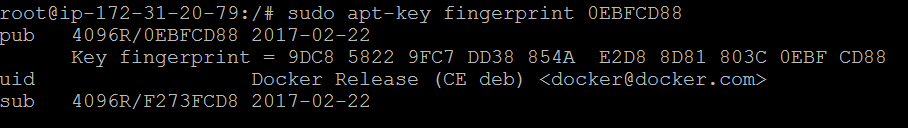 root@ip-172-31-20-79:/# sudo apt-key fingerprint 0EBFCD88
pub   4096R/0EBFCD88 2017-02-22
      Key fingerprint = 9DC8 5822 9FC7 DD38 854A  E2D8 8D81 803C 0EBF CD88
uid                  Docker Release (CE deb) <docker@docker.com>
sub   4096R/F273FCD8 2017-02-22